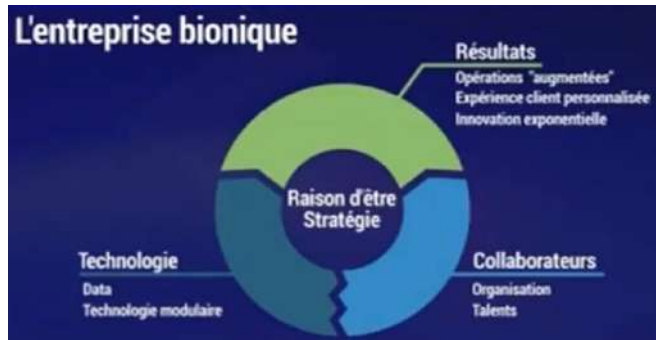 L'entreprise bionique
Résultats
Opérations "augmentées"
Expérience client personnalisée
Innovation exponentielle
Raison d'être
Stratégie
Technologie
Data
Technologie modulaire
Collaborateurs
Organisation
Talents